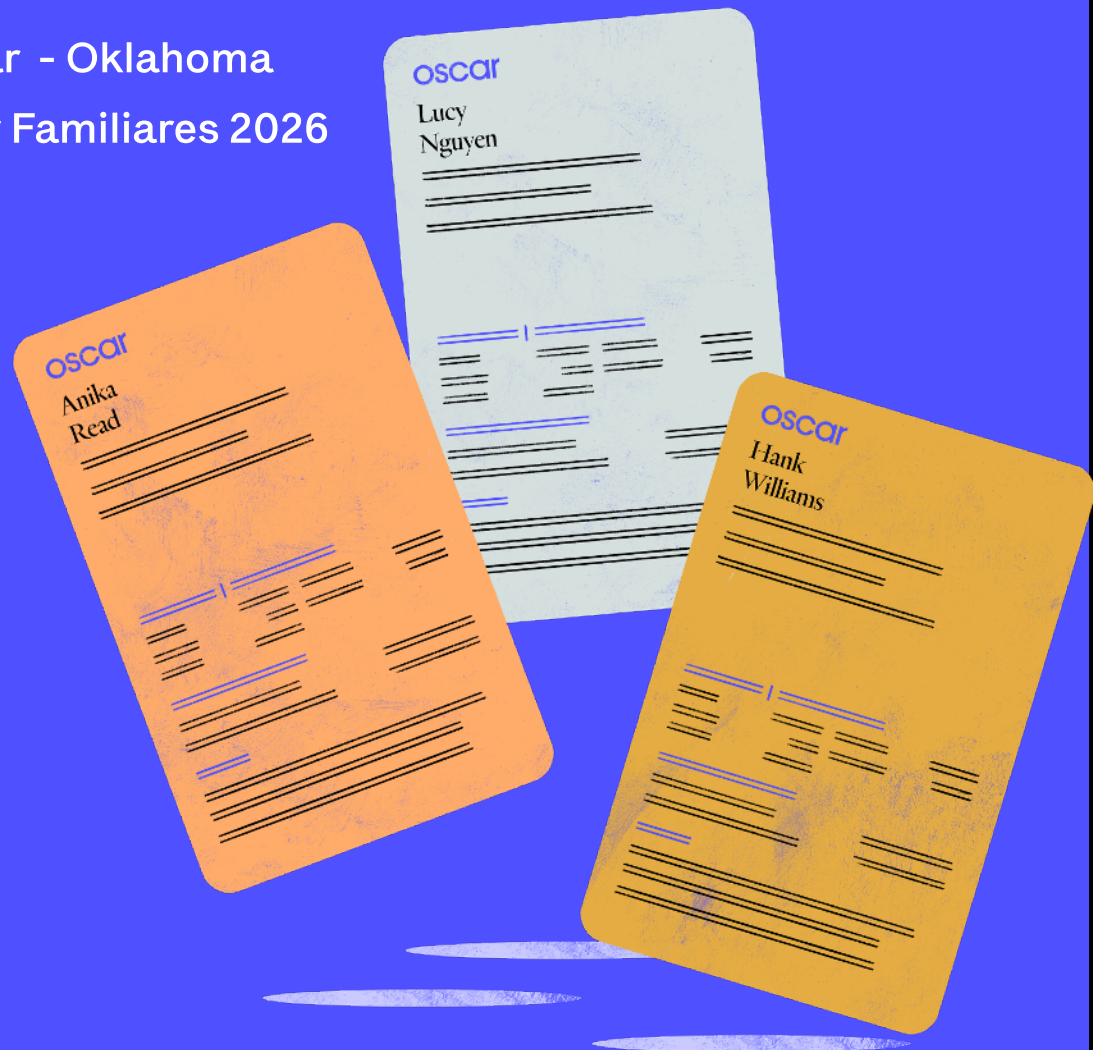 - Oklahoma
Familiares 2026
oscar
Lucy
Nguyen
oscar
Anika
Read
oscar
Hank
Williams